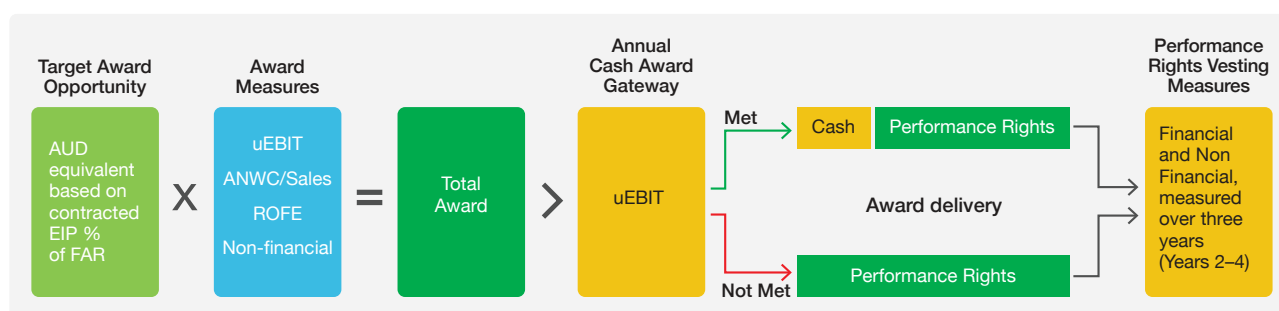 Target Award
Opportunity
AUD
equivalent
based on
contracted
EIP %
of FAR
X
Award
Measures
uEBIT
ANWC/Sales
ROFE
Non-financial
=
Total
Award
>
Annual
Cash Award
Gateway
uEBIT
Met
Cash
Performance Rights
Award delivery
Not Met
Performance Rights
Performance
Rights Vesting
Measures
Financial
and Non
Financial,
measured
over three
years
(Years 2–4)